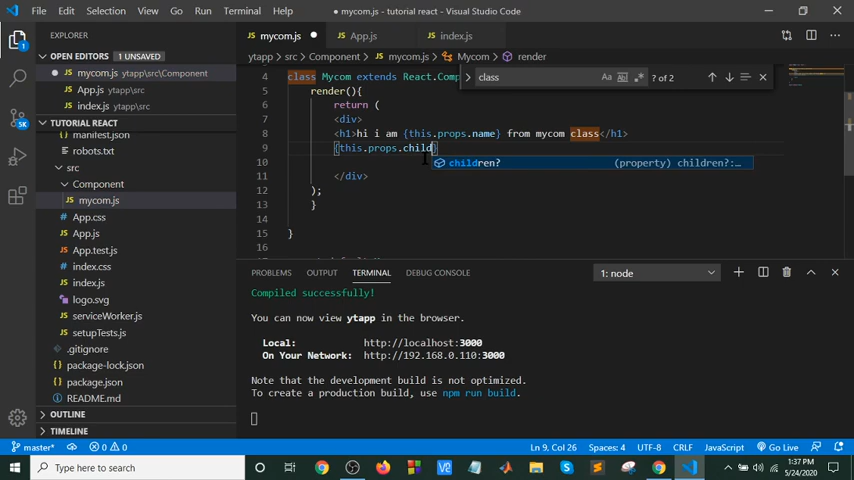 File Edit Selection View Go Run Terminal Help ● mycom.js - tutorial react - Visual Studio Code
EXPLORER
OPEN EDITORS 1 UNSAVED
● JS mycom.js ytapp\src\Component
JS App.js ytapp\src
JS index.js ytapp\src
TUTORIAL REACT
manifest.json
robots.txt
src
Component
JS mycom.js
App.css
JS App.js
JS App.test.js
index.css
JS index.js
logo.svg
JS serviceWorker.js
JS setupTests.js
.gitignore
package-lock.json
package.json
README.md
OUTLINE
TIMELINE
JS mycom.js ● JS App.js JS index.js
ytapp > src > Component > JS mycom.js > Mycom > render
class Aa Abl .* ? of 2
4 class Mycom extends React.Comp
5 render(){
6 return (
7 <div>
8 <h1>hi i am {this.props.name} from mycom class</h1>
9 {this.props.child}
children? (property) children?:...
10
11 </div>
12 );
13 }
14
15 }
16
PROBLEMS OUTPUT TERMINAL DEBUG CONSOLE 1: node
Compiled successfully!
You can now view ytapp in the browser.
Local: http://localhost:3000
On Your Network: http://192.168.0.110:3000
Note that the development build is not optimized.
To create a production build, use npm run build.
master* 0 0 Ln 9, Col 26 Spaces: 4 UTF-8 CRLF JavaScript Go Live
Type here to search
1:37 PM
5/24/2020